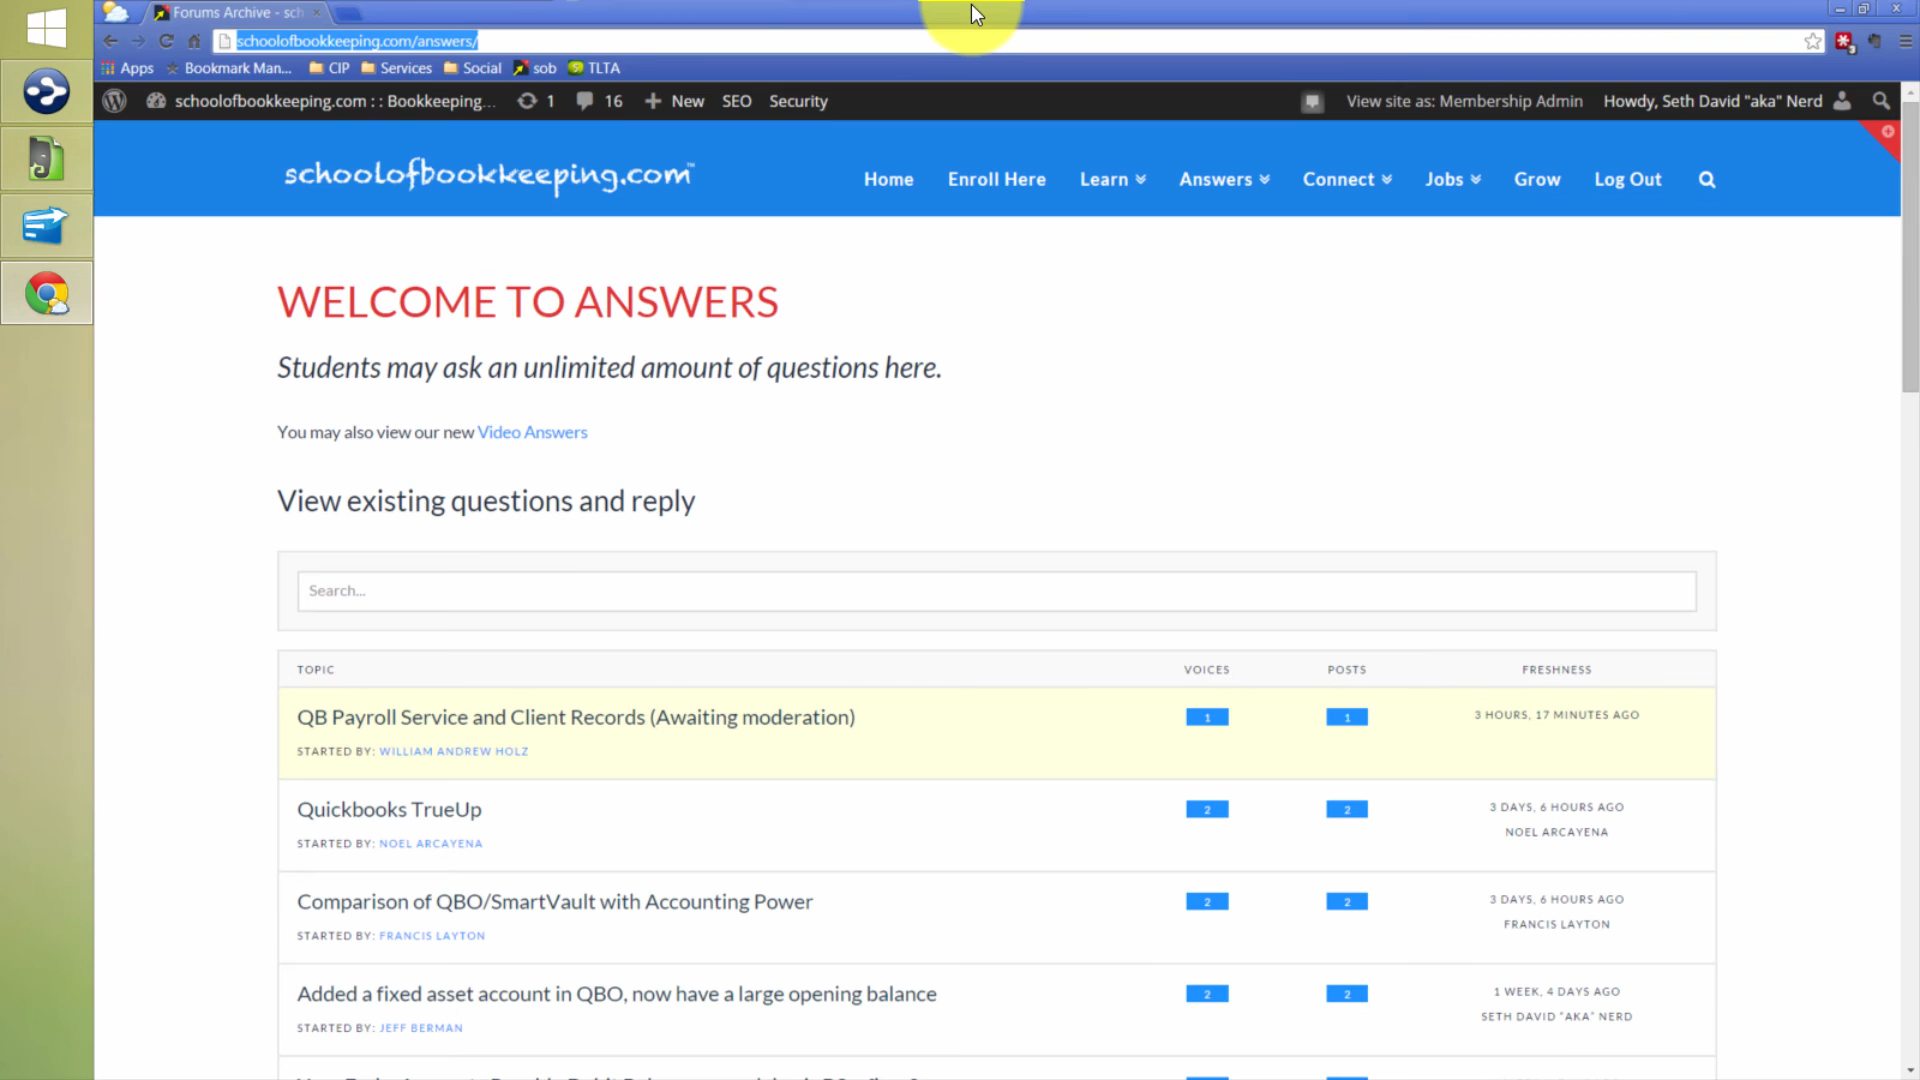 Forums Archive - sch
schoolofbookkeeping.com/answers/
Apps Bookmark Man... CIP Services Social sob TLTA
schoolofbookkeeping.com : : Bookkeeping... 1 16 New SEO Security View site as: Membership Admin Howdy, Seth David "aka" Nerd
schoolofbookkeeping.com™ Home Enroll Here Learn Answers Connect Jobs Grow Log Out
WELCOME TO ANSWERS
Students may ask an unlimited amount of questions here.
You may also view our new Video Answers
View existing questions and reply
Search...
TOPIC VOICES POSTS FRESHNESS
QB Payroll Service and Client Records (Awaiting moderation) 1 1 3 HOURS, 17 MINUTES AGO
STARTED BY: WILLIAM ANDREW HOLZ
Quickbooks TrueUp 2 2 3 DAYS, 6 HOURS AGO
STARTED BY: NOEL ARCAYENA NOEL ARCAYENA
Comparison of QBO/SmartVault with Accounting Power 2 2 3 DAYS, 6 HOURS AGO
STARTED BY: FRANCIS LAYTON FRANCIS LAYTON
Added a fixed asset account in QBO, now have a large opening balance 2 2 1 WEEK, 4 DAYS AGO
STARTED BY: JEFF BERMAN SETH DAVID "AKA" NERD